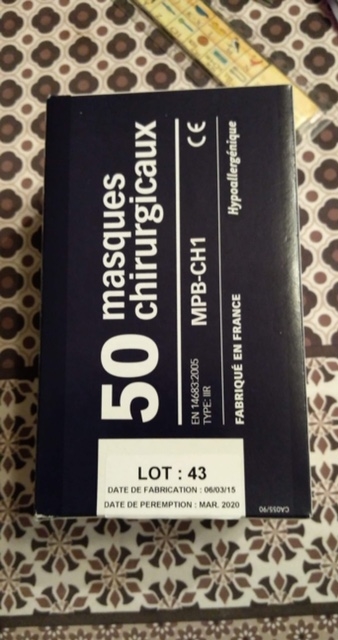 50 masques
chirurgicaux
EN 14683:2005
TYPE: IIR
MPB-CH1
CE
FABRIQUÉ EN FRANCE
Hypoallergénique
LOT : 43
DATE DE FABRICATION : 06/03/15
DATE DE PEREMPTION : MAR. 2020
CA055/90